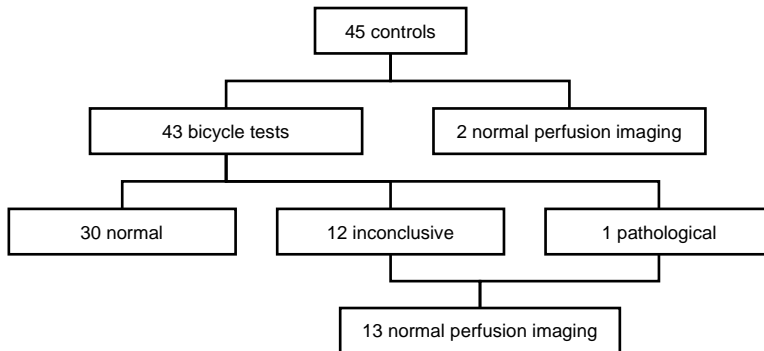 45 controls
43 bicycle tests
2 normal perfusion imaging
30 normal
12 inconclusive
1 pathological
13 normal perfusion imaging